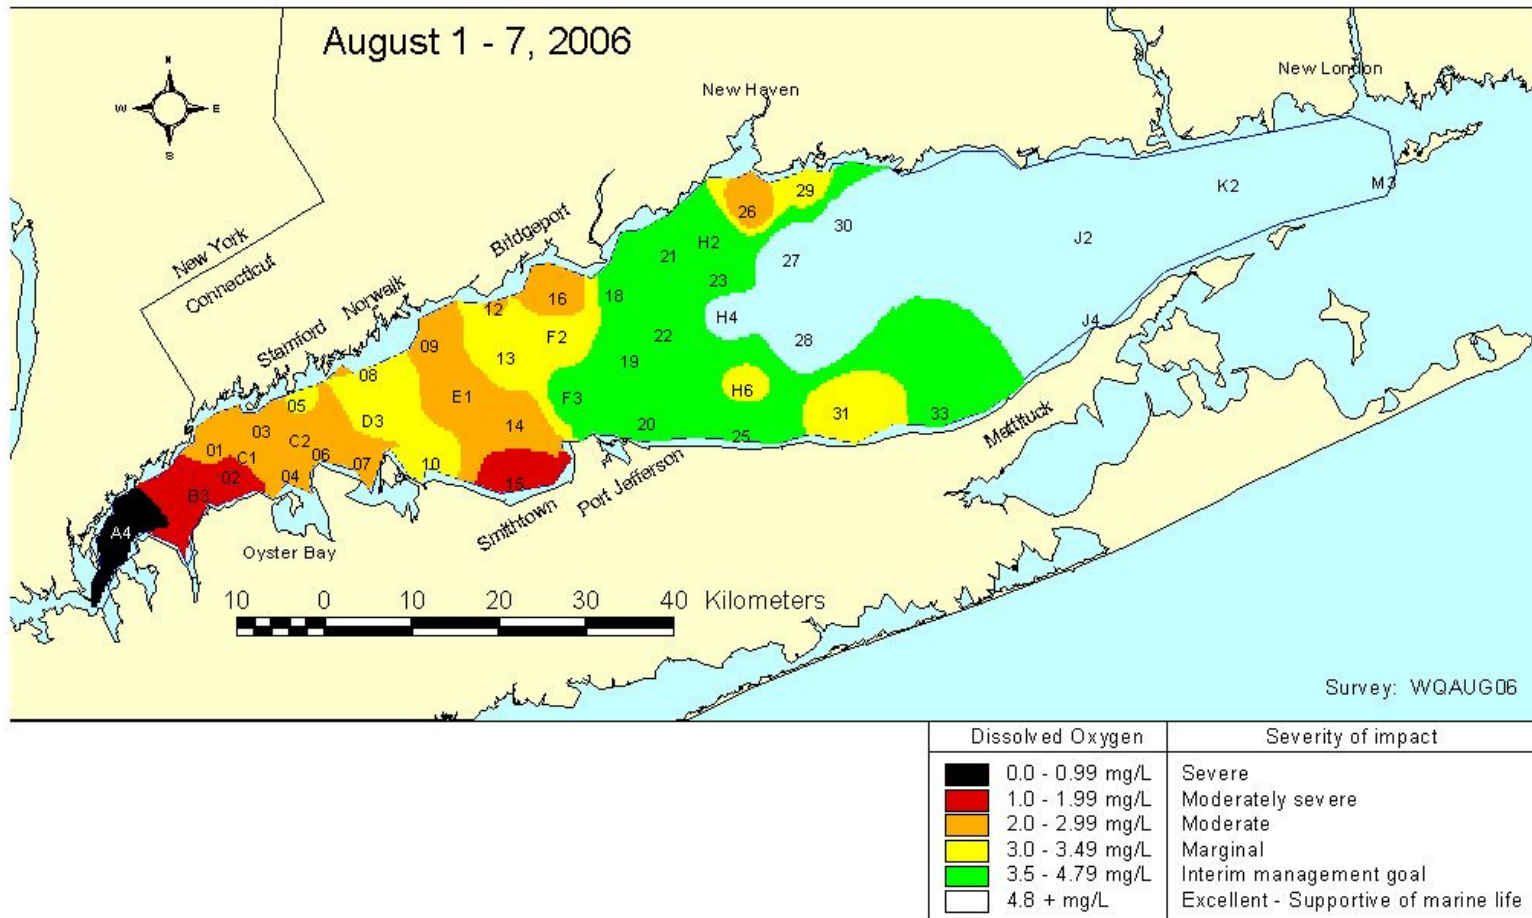 August 1 - 7, 2006
N
W E
S
New London
New Haven
K2
M3
29
26
30
J2
New York
Connecticut
Bridgeport
H2
21
27
23
Norwalk
Stamford
16
18
12
H4
J4
F2
22
28
09
13
19
08
H6
E1
F3
05
31
33
D3
14
20
25
Mattituck
03
C2
01
C1
06
07
10
02
04
15
B3
Smithtown
Port Jefferson
A4
Oyster Bay
10 0 10 20 30 40 Kilometers
Survey: WQAUG06
Dissolved Oxygen Severity of impact
0.0 - 0.99 mg/L Severe
1.0 - 1.99 mg/L Moderately severe
2.0 - 2.99 mg/L Moderate
3.0 - 3.49 mg/L Marginal
3.5 - 4.79 mg/L Interim management goal
4.8 + mg/L Excellent - Supportive of marine life